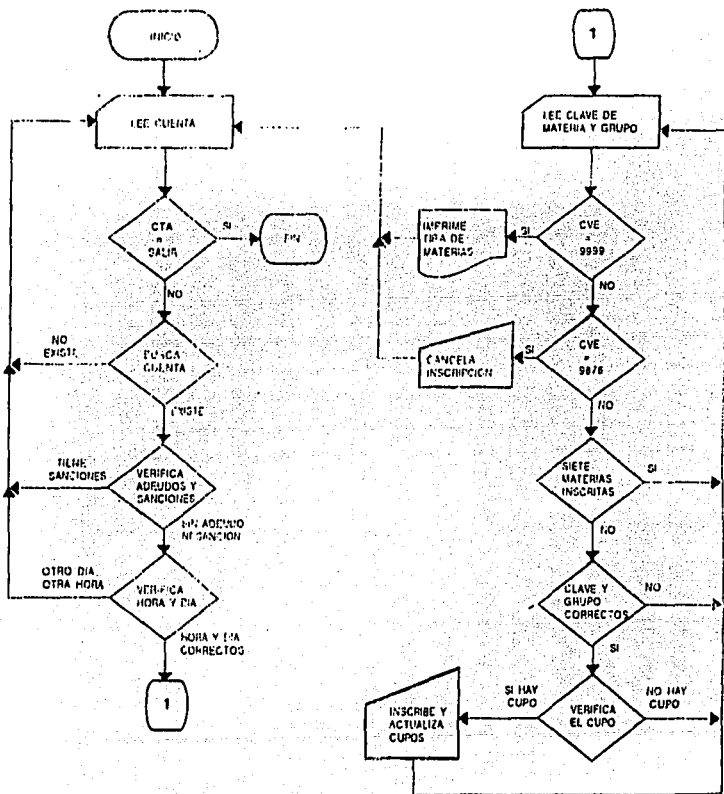 INICIO
LEE CUENTA
CTA
=
SALIR
SI
FIN
NO
NO
EXISTE
BUSCA
CUENTA
EXISTE
TIENE
SANCIONES
VERIFICA
ADEUDOS Y
SANCIONES
SIN ADEUDO
NI SANCION
OTRO DIA,
OTRA HORA
VERIFICA
HORA Y DIA
HORA Y DIA
CORRECTOS
1
1
LEE CLAVE DE
MATERIA Y GRUPO
CVE
=
9999
SI
IMPRIME
TIRA DE
MATERIAS
NO
CVE
=
9876
SI
CANCELA
INSCRIPCION
NO
SIETE
MATERIAS
INSCRITAS
SI
NO
CLAVE Y
GRUPO
CORRECTOS
NO
SI
VERIFICA
EL CUPO
SI HAY
CUPO
NO HAY
CUPO
INSCRIBE Y
ACTUALIZA
CUPOS